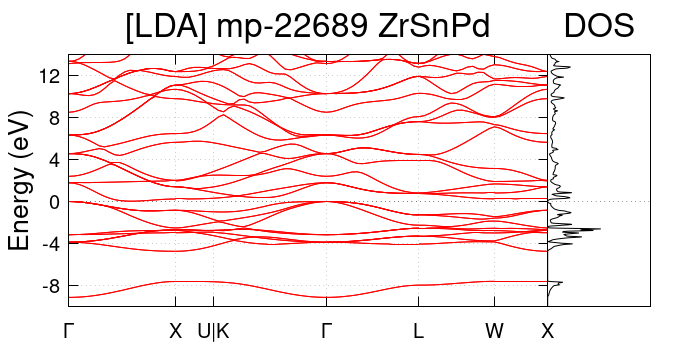 [LDA] mp-22689 ZrSnPd DOS
Energy (eV)
12
8
4
0
-4
-8
Γ X U|K Γ L W X